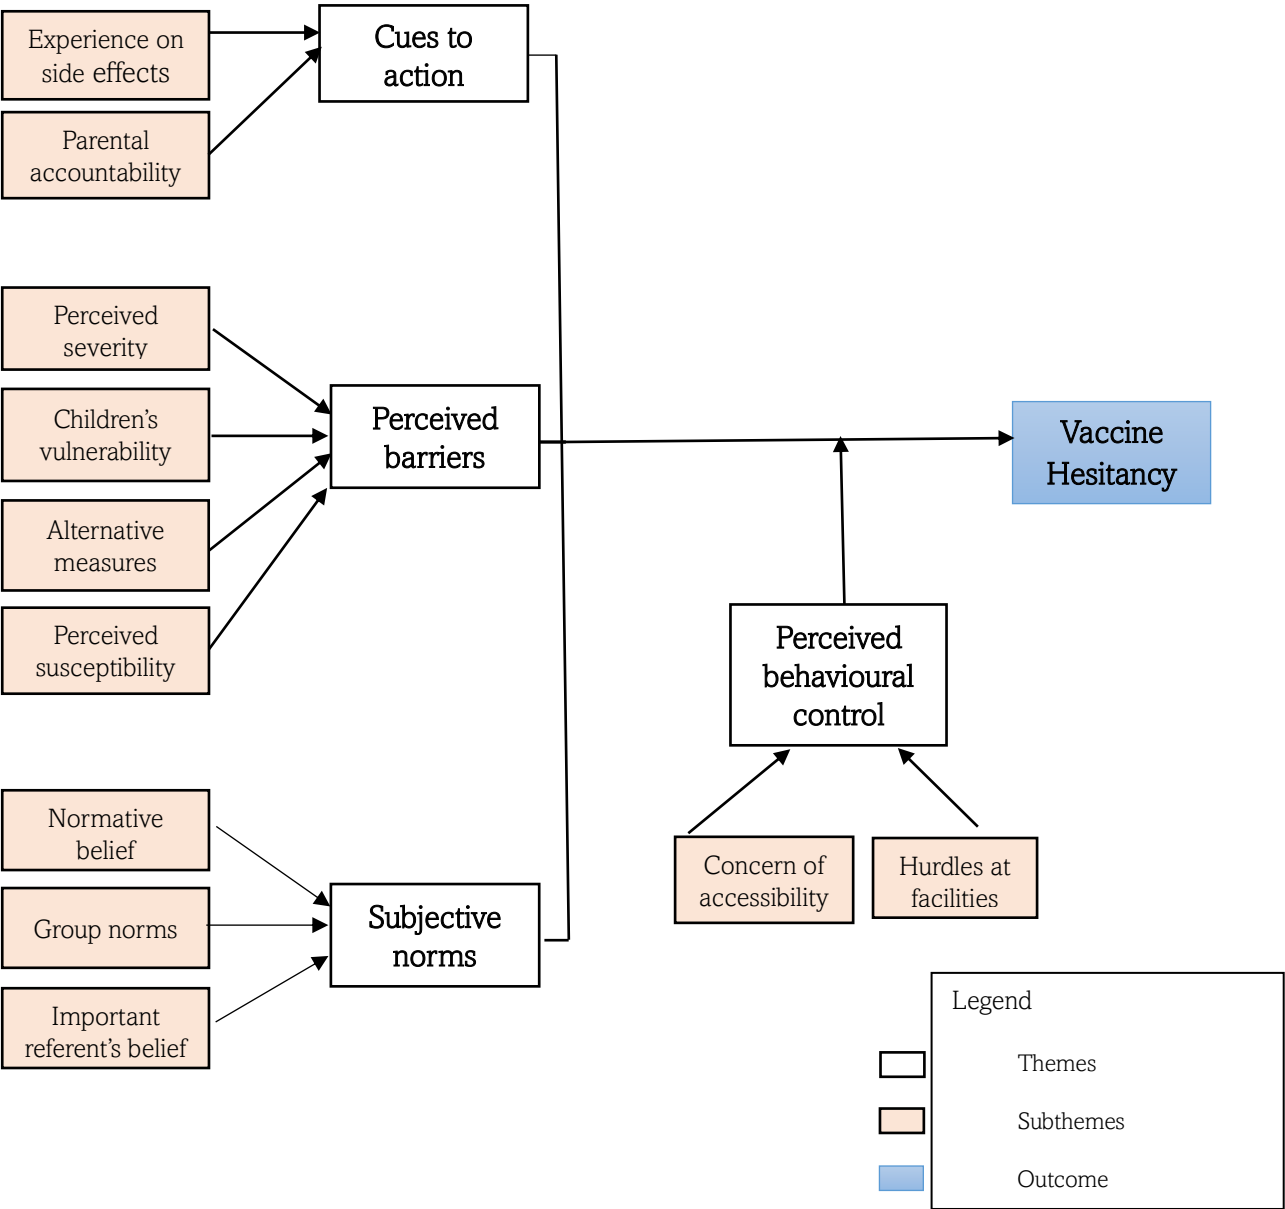 Experience on
side effects
Parental
accountability
Cues to
action
Perceived
severity
Children’s
vulnerability
Alternative
measures
Perceived
susceptibility
Perceived
barriers
Vaccine
Hesitancy
Perceived
behavioural
control
Concern of
accessibility
Hurdles at
facilities
Normative
belief
Group norms
Important
referent’s belief
Subjective
norms
Legend
Themes
Subthemes
Outcome